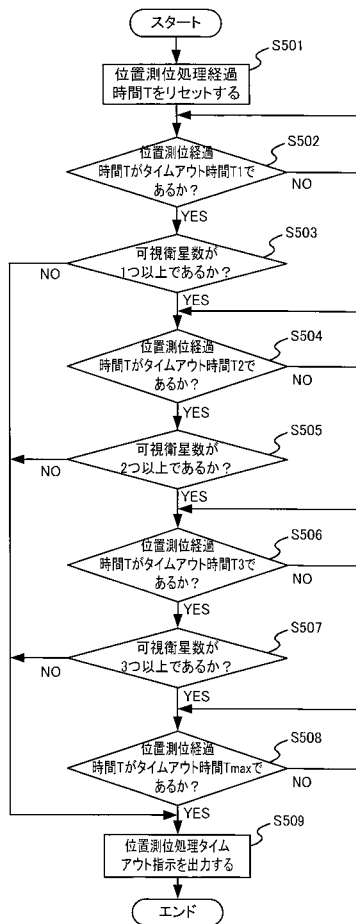 スタート
S501
位置測位処理経過
時間Tをリセットする
S502
位置測位経過
時間Tがタイムアウト時間T1で
あるか?
NO
YES
S503
可視衛星数が
1つ以上であるか?
NO
YES
S504
位置測位経過
時間Tがタイムアウト時間T2で
あるか?
NO
YES
S505
可視衛星数が
2つ以上であるか?
NO
YES
S506
位置測位経過
時間Tがタイムアウト時間T3で
あるか?
NO
YES
S507
可視衛星数が
3つ以上であるか?
NO
YES
S508
位置測位経過
時間Tがタイムアウト時間Tmaxで
あるか?
NO
YES
S509
位置測位処理タイム
アウト指示を出力する
エンド